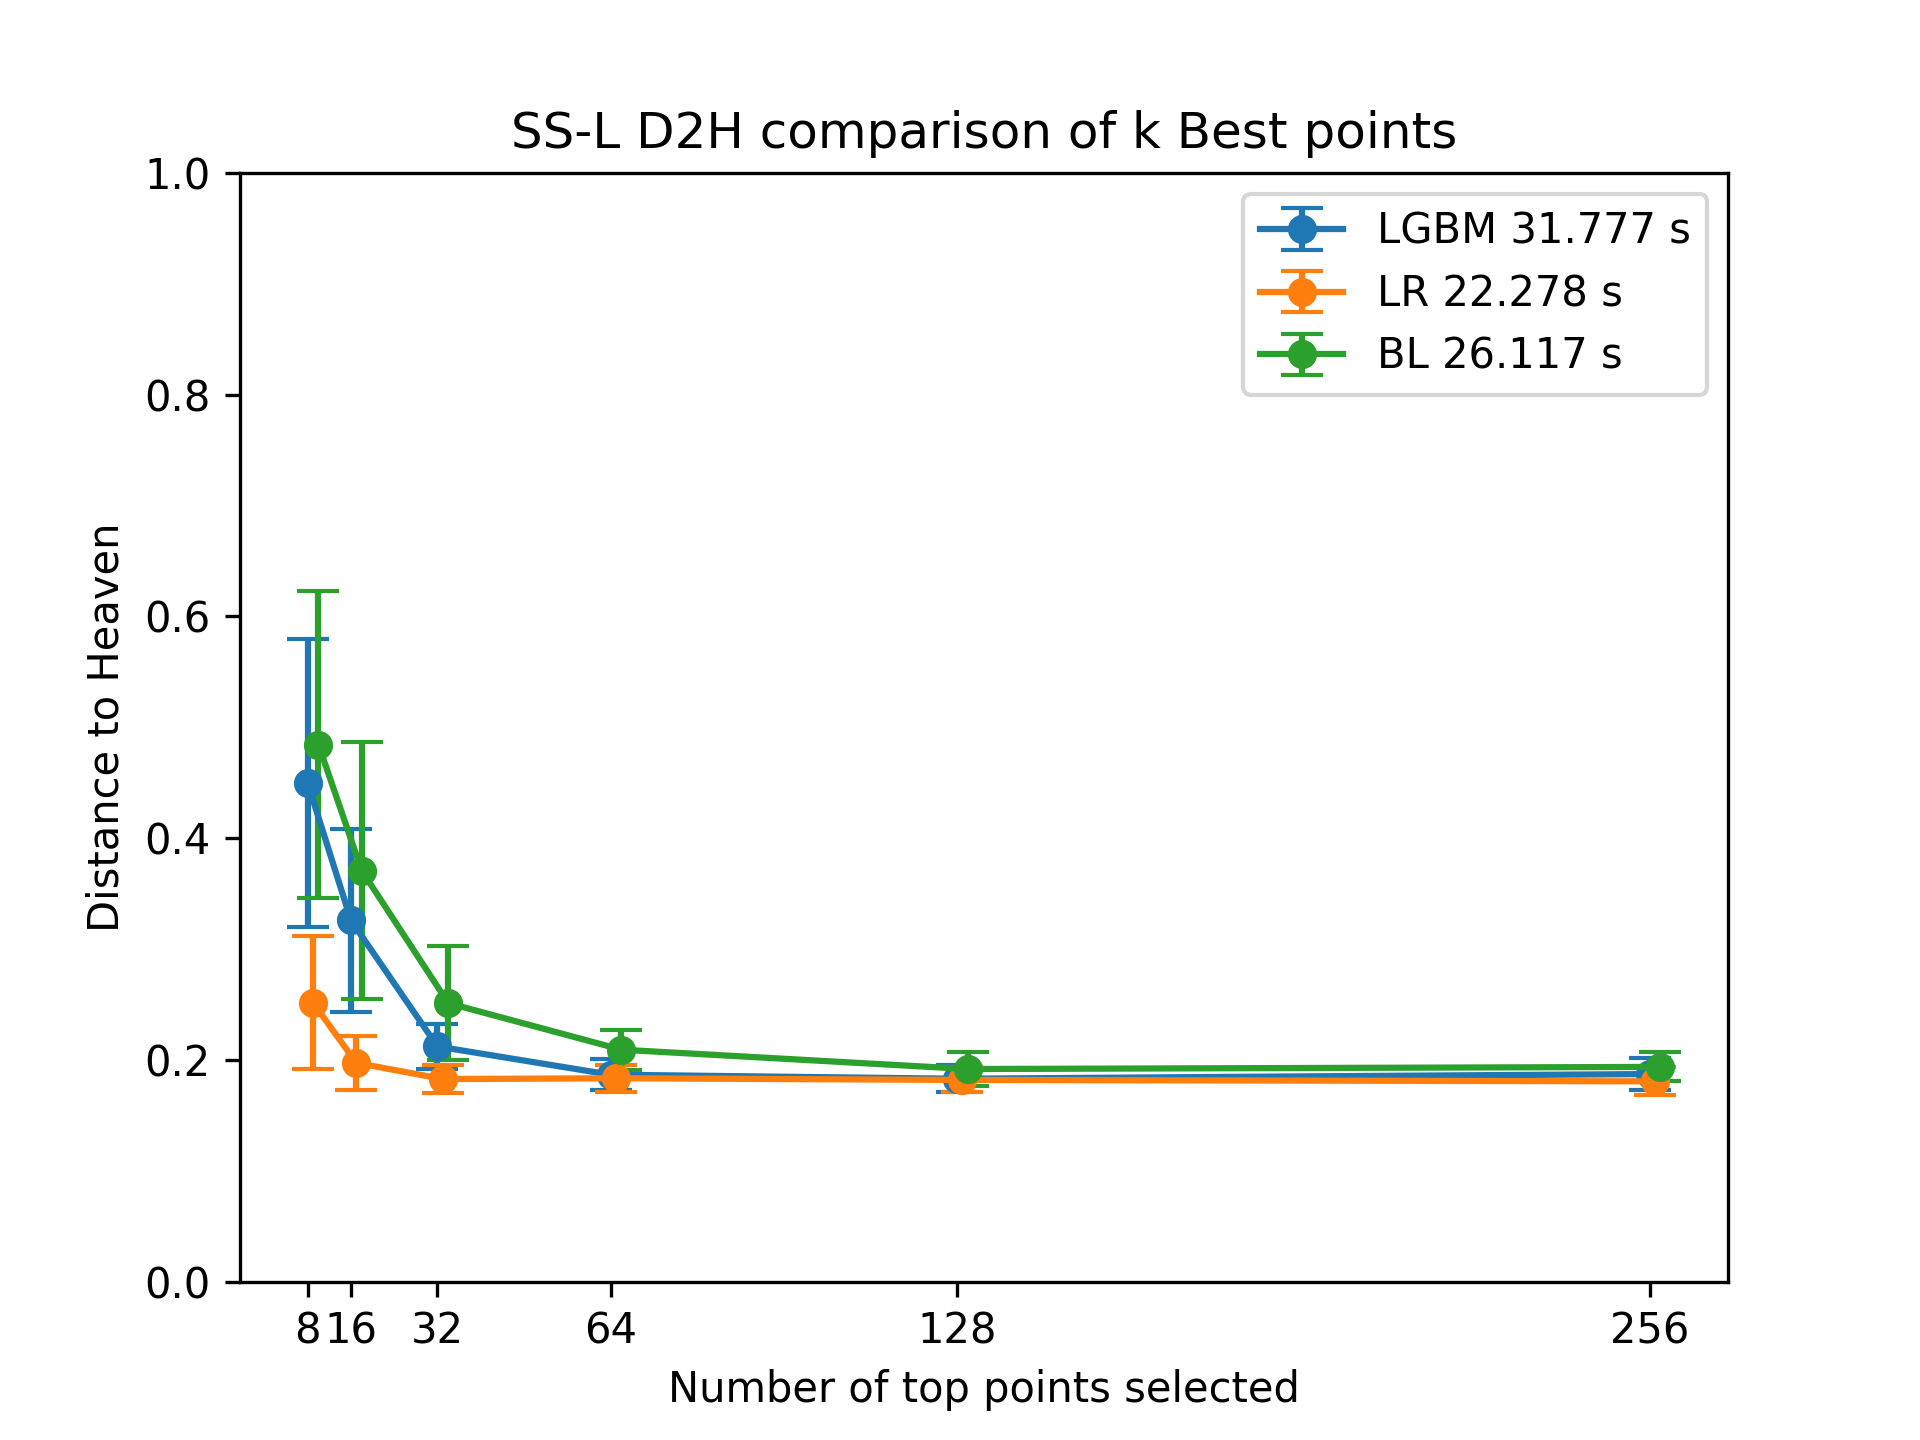 SS-L D2H comparison of k Best points
1.0
0.8
0.6
0.4
0.2
0.0
Distance to Heaven
LGBM 31.777 s
LR 22.278 s
BL 26.117 s
8 16 32 64 128 256
Number of top points selected